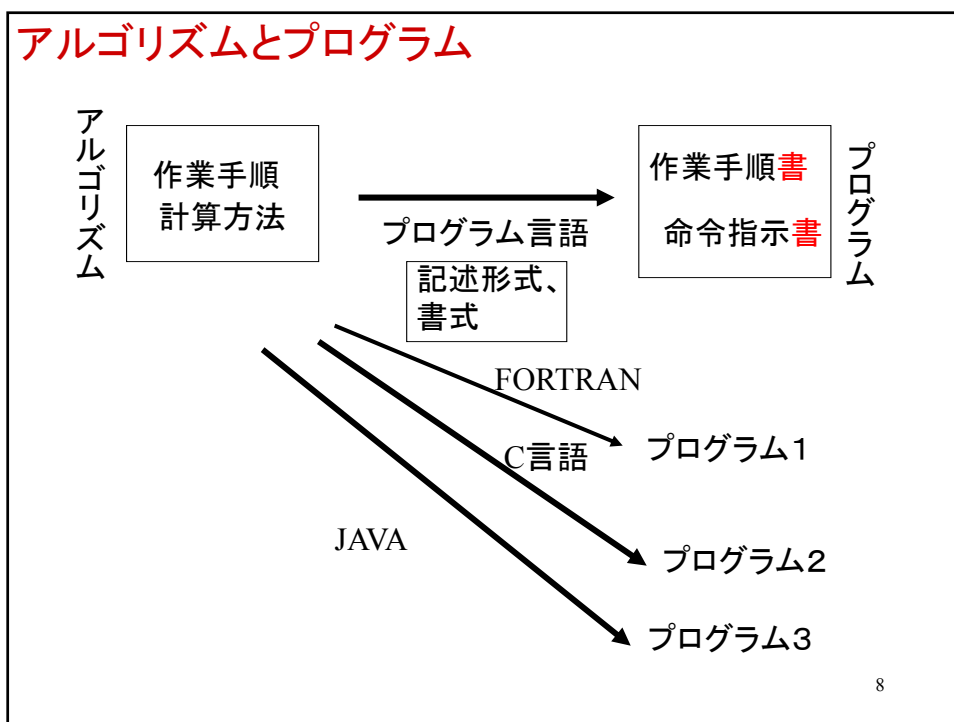 アルゴリズムとプログラム
アルゴリズム
作業手順
計算方法
プログラム言語
記述形式、
書式
作業手順書
命令指示書
プログラム
FORTRAN
プログラム１
C言語
プログラム２
JAVA
プログラム３
8